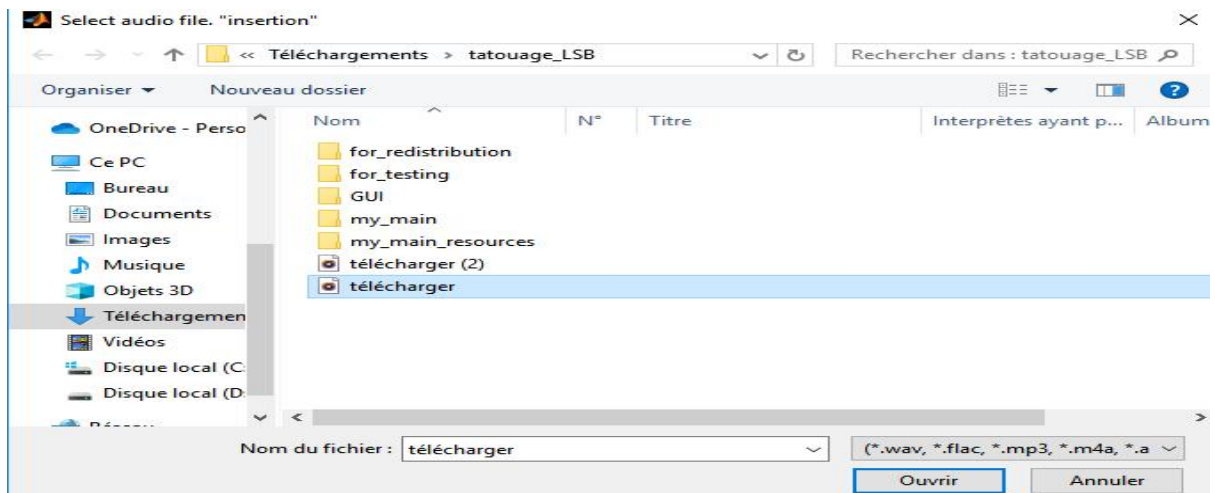 Select audio file. "insertion"
« Téléchargements > tatouage_LSB
Rechercher dans : tatouage_LSB
Organiser
Nouveau dossier
Nom N° Titre Interprètes ayant p... Album
OneDrive - Perso
Ce PC
Bureau
Documents
Images
Musique
Objets 3D
Téléchargemen
Vidéos
Disque local (C
Disque local (D
for_redistribution
for_testing
GUI
my_main
my_main_resources
télécharger (2)
télécharger
Nom du fichier : télécharger
(*.wav, *.flac, *.mp3, *.m4a, *.a
Ouvrir Annuler